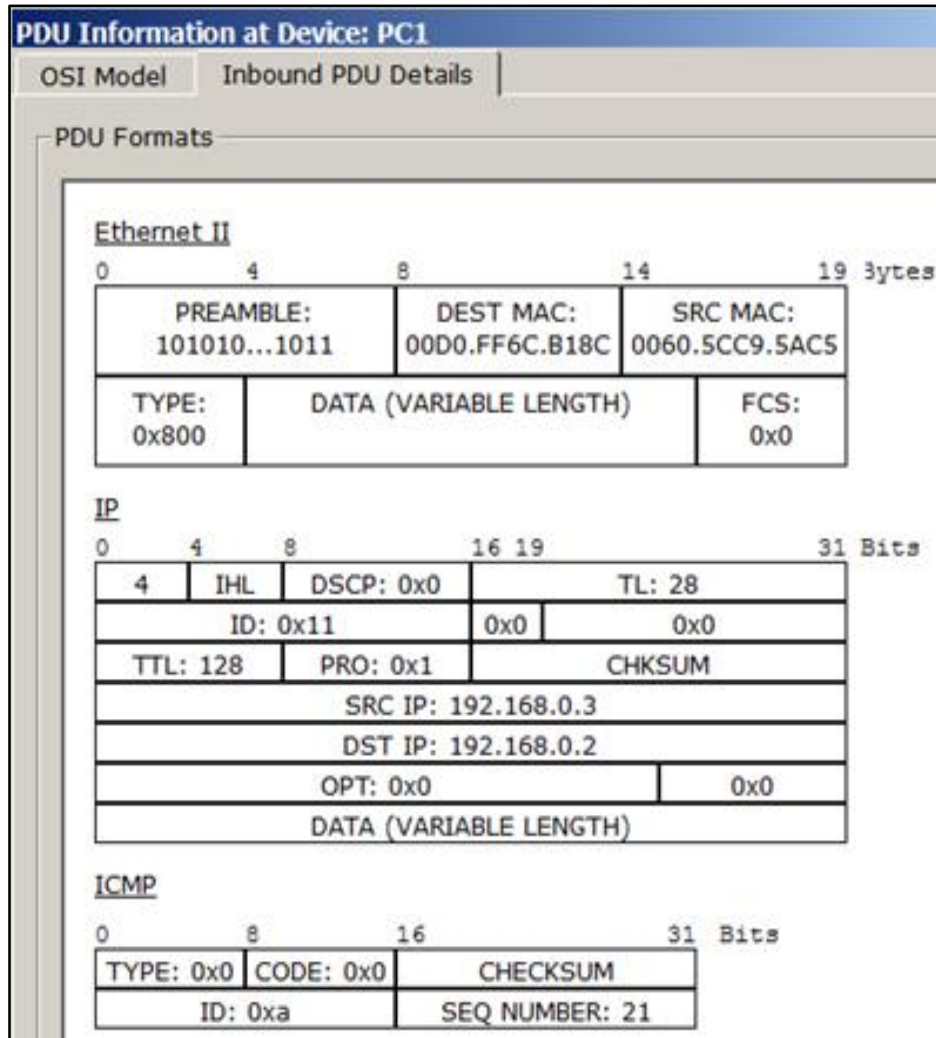 PDU Information at Device: PC1
OSI Model Inbound PDU Details
PDU Formats
Ethernet II
0 4 8 14 19 Bytes
PREAMBLE: DEST MAC: SRC MAC:
101010...1011 00D0.FF6C.B18C 0060.5CC9.5AC5
TYPE: DATA (VARIABLE LENGTH) FCS:
0x800 0x0
IP
0 4 8 16 19 31 Bits
4 IHL DSCP: 0x0 TL: 28
ID: 0x11 0x0 0x0
TTL: 128 PRO: 0x1 CHKSUM
SRC IP: 192.168.0.3
DST IP: 192.168.0.2
OPT: 0x0 0x0
DATA (VARIABLE LENGTH)
ICMP
0 8 16 31 Bits
TYPE: 0x0 CODE: 0x0 CHECKSUM
ID: 0xa SEQ NUMBER: 21